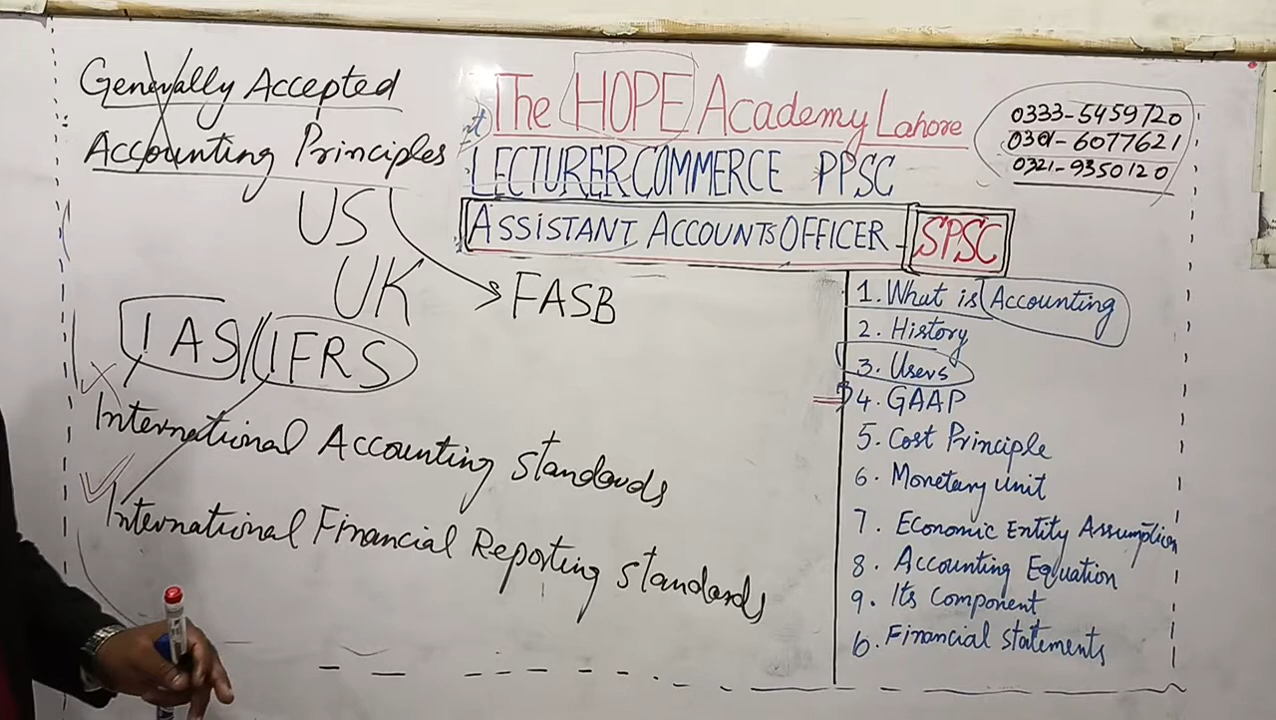 Generally Accepted
Accounting Principles
US
UK
FASB
IAS/IFRS
International Accounting Standards
International Financial Reporting Standards
The HOPE Academy Lahore
LECTURER COMMERCE PPSC
ASSISTANT ACCOUNTS OFFICER - SPSC
0333-5459720
0301-6077621
0321-9350120
1. What is Accounting
2. History
3. Users
4. GAAP
5. Cost Principle
6. Monetary unit
7. Economic Entity Assumption
8. Accounting Equation
9. Its Component
10. Financial Statements